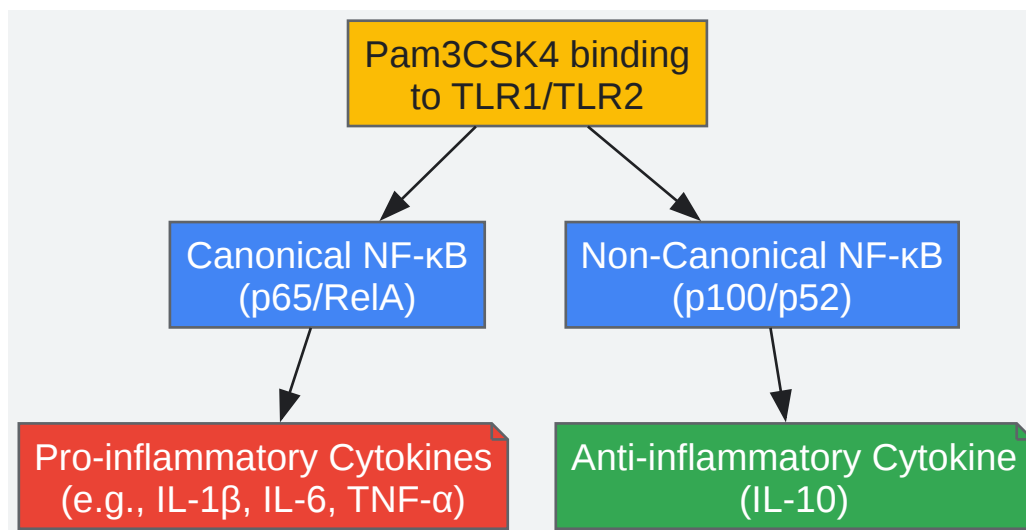 Pam3CSK4 binding
to TLR1/TLR2
Canonical NF-κB
(p65/RelA)
Non-Canonical NF-κB
(p100/p52)
Pro-inflammatory Cytokines
(e.g., IL-1β, IL-6, TNF-α)
Anti-inflammatory Cytokine
(IL-10)